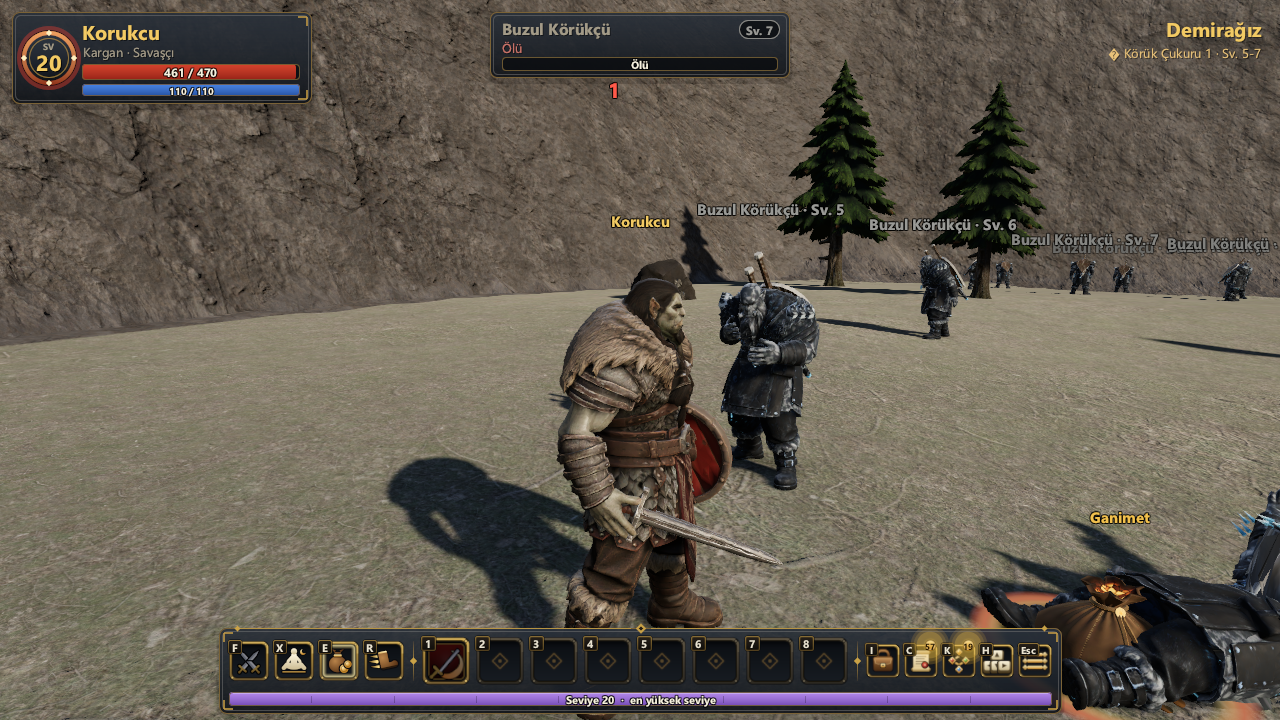 SV
20
Korukcu
Kargan · Savaşçı
461 / 470
110 / 110
Buzul Körükçü
Sv. 7
Ölü
Ölü
1
Demirağız
Körük Çukuru 1 · Sv. 5-7
Korukcu
Buzul Körükçü · Sv. 5
Buzul Körükçü · Sv. 6
Buzul Körükçü · Sv. 7
Buzul Körükçü ·
Buzul Körükçü ·
Ganimet
F
X
E
R
1
2
3
4
5
6
7
8
I
C
57
K
19
H
Esc
Seviye 20 · en yüksek seviye